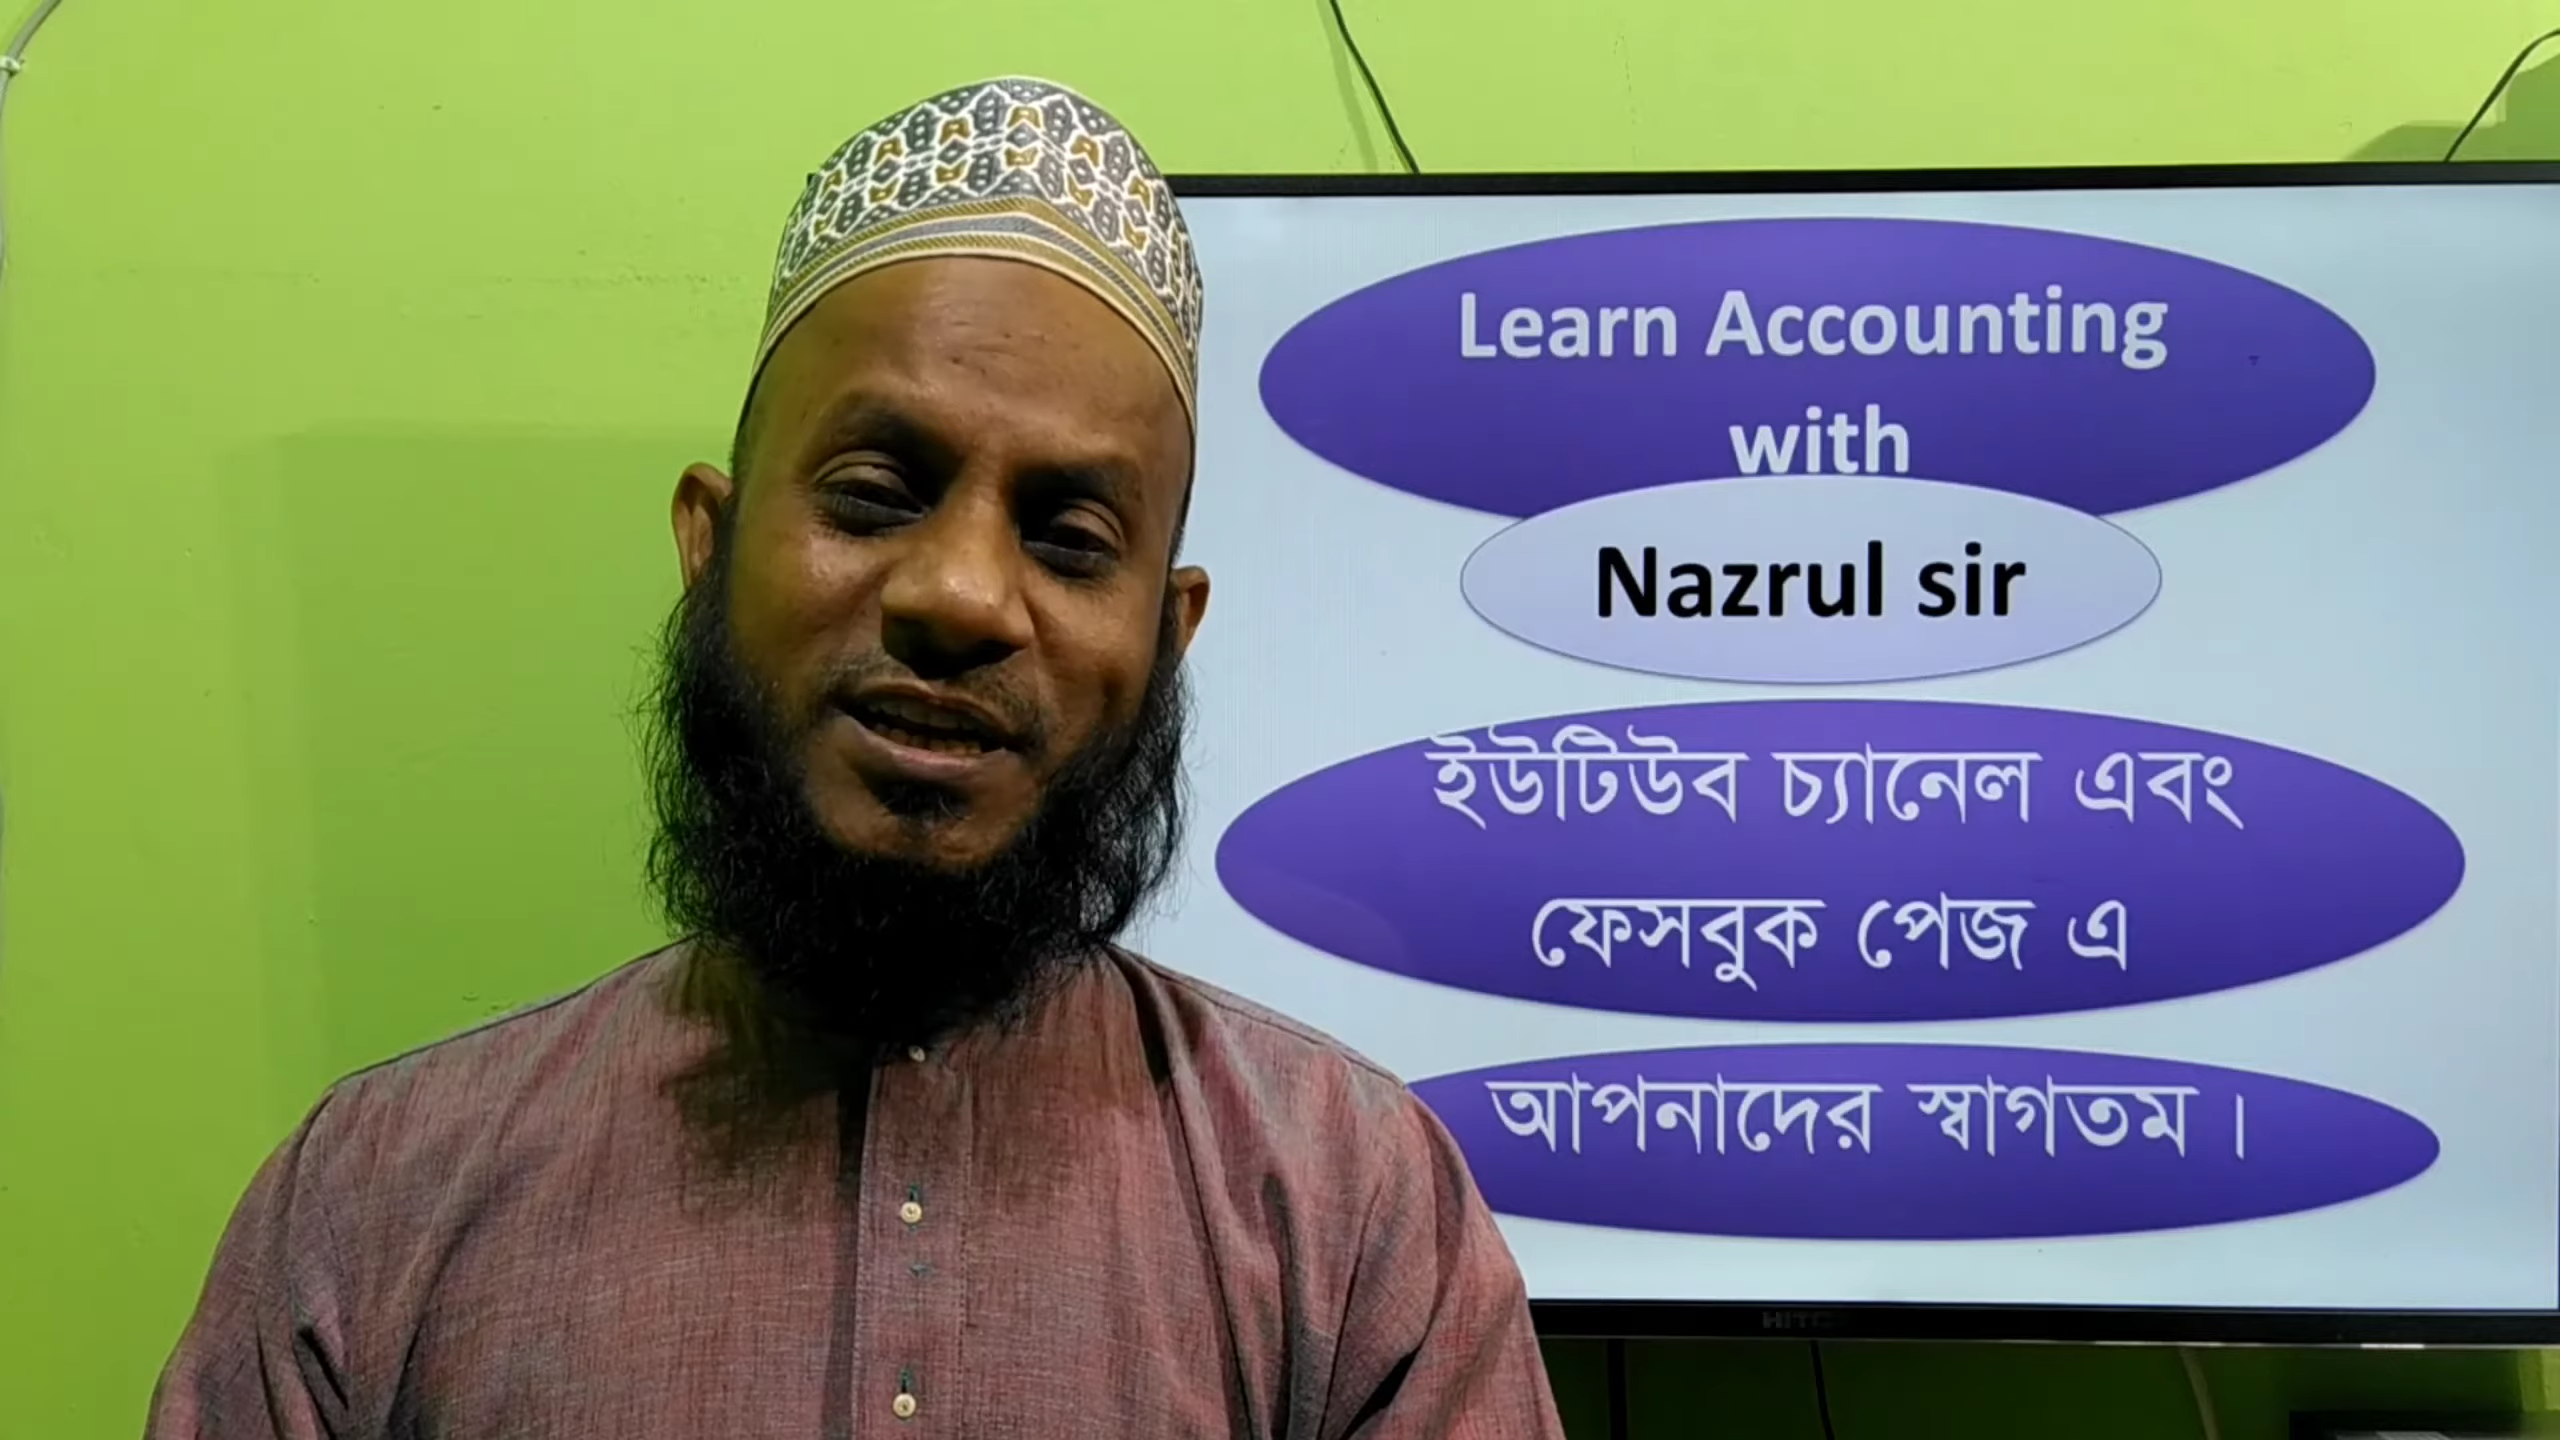 Learn Accounting
with
Nazrul sir
ইউটিউব চ্যানেল এবং
ফেসবুক পেজ এ
আপনাদের স্বাগতম ।